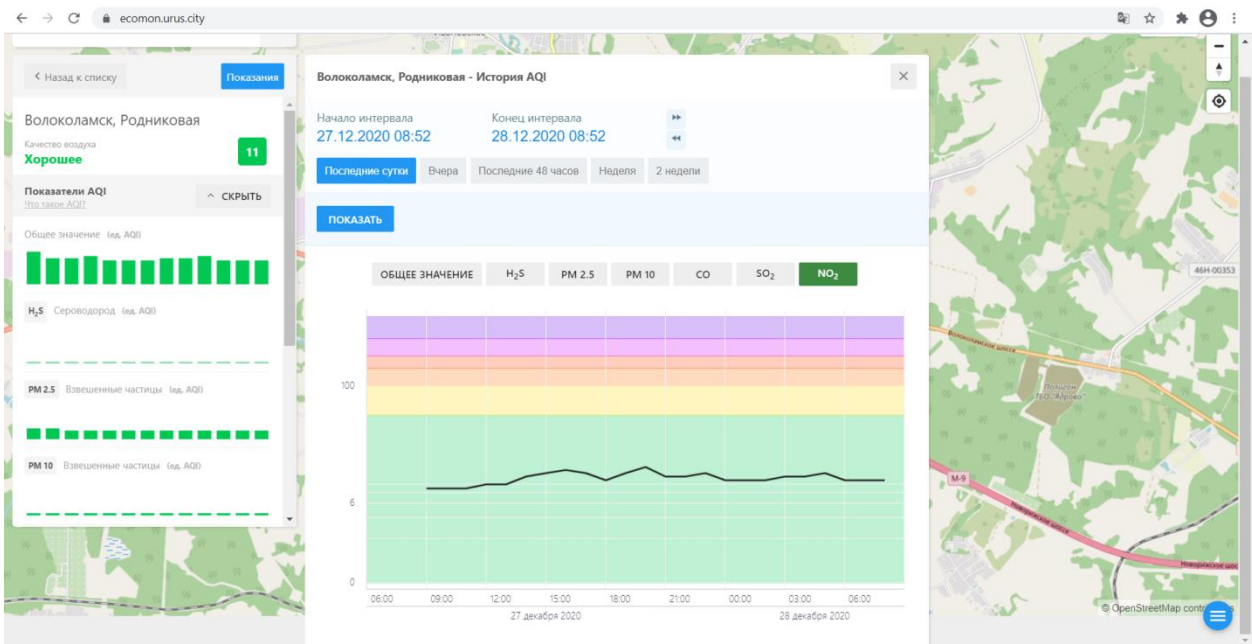 ecomon.urus.city
Назад к списку
Показания
Волоколамск, Родниковая
Качество воздуха
Хорошее
11
Показатели AQI
Что такое AQI?
СКРЫТЬ
Общее значение (ед. AQI)
H₂S Сероводород (ед. AQI)
PM 2.5 Взвешенные частицы (ед. AQI)
PM 10 Взвешенные частицы (ед. AQI)
Волоколамск, Родниковая - История AQI
Начало интервала
Конец интервала
27.12.2020 08:52
28.12.2020 08:52
Последние сутки Вчера Последние 48 часов Неделя 2 недели
ПОКАЗАТЬ
ОБЩЕЕ ЗНАЧЕНИЕ H₂S PM 2.5 PM 10 CO SO₂ NO₂
100
6
0
06:00 09:00 12:00 15:00 18:00 21:00 00:00 03:00 06:00
27 декабря 2020 28 декабря 2020
46Н-00353
Волоколамское шоссе
Полигон
ТБО "Ядрово"
М-9
Новорижское шоссе
Новорижское шос
© OpenStreetMap cont